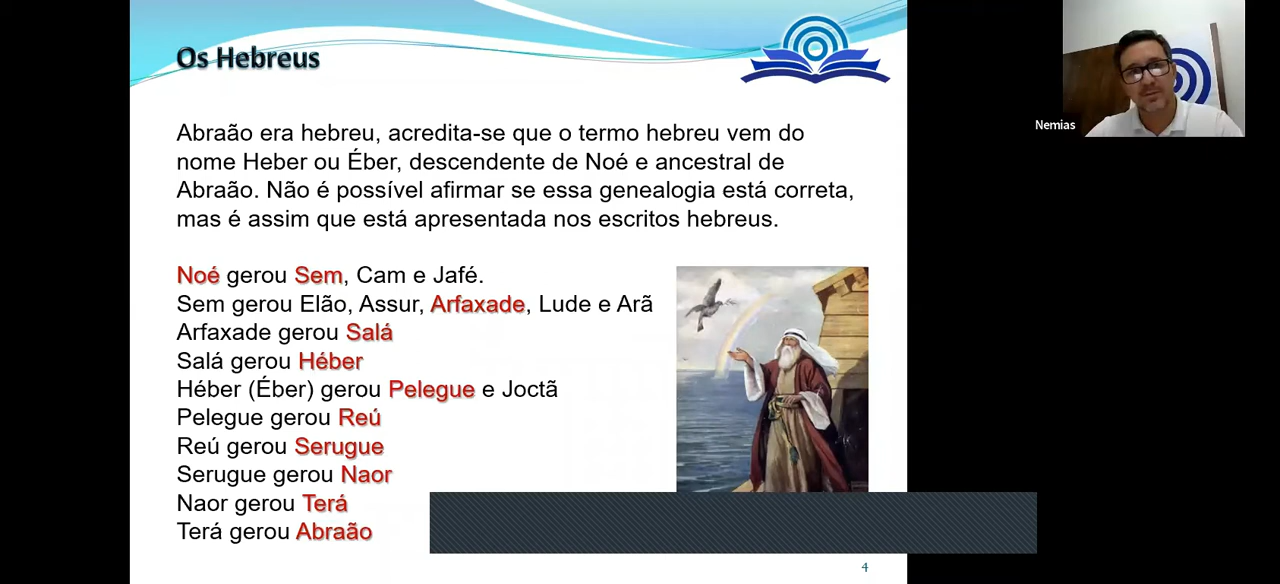 Os Hebreus
Nemias
Abraão era hebreu, acredita-se que o termo hebreu vem do
nome Heber ou Éber, descendente de Noé e ancestral de
Abraão. Não é possível afirmar se essa genealogia está correta,
mas é assim que está apresentada nos escritos hebreus.
Noé gerou Sem, Cam e Jafé.
Sem gerou Elão, Assur, Arfaxade, Lude e Arã
Arfaxade gerou Salá
Salá gerou Héber
Héber (Éber) gerou Pelegue e Joctã
Pelegue gerou Reú
Reú gerou Serugue
Serugue gerou Naor
Naor gerou Terá
Terá gerou Abraão
4